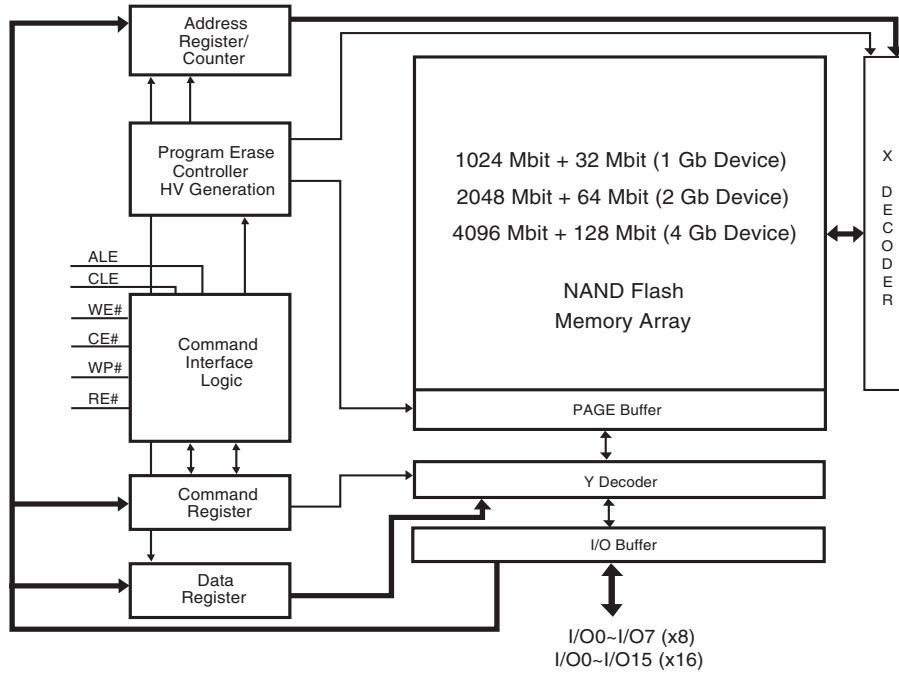 Address
Register/
Counter
Program Erase
Controller
HV Generation
ALE
CLE
WE#
CE#
WP#
RE#
Command
Interface
Logic
Command
Register
Data
Register
1024 Mbit + 32 Mbit (1 Gb Device)
2048 Mbit + 64 Mbit (2 Gb Device)
4096 Mbit + 128 Mbit (4 Gb Device)
NAND Flash
Memory Array
PAGE Buffer
Y Decoder
I/O Buffer
I/O0~I/O7 (x8)
I/O0~I/O15 (x16)
X
DECODER